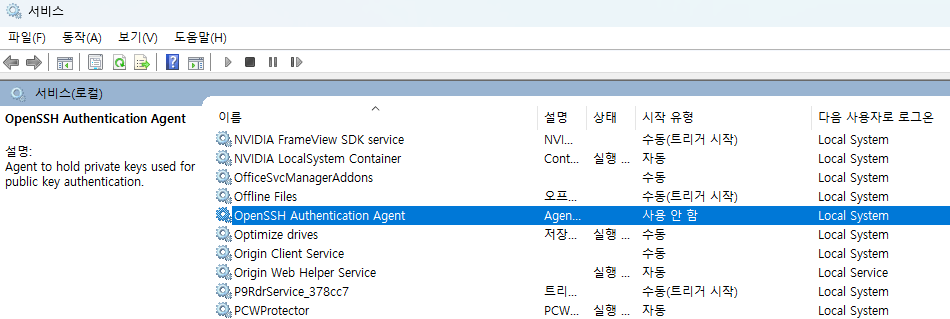 서비스
파일(F) 동작(A) 보기(V) 도움말(H)
서비스(로컬)
OpenSSH Authentication Agent
설명:
Agent to hold private keys used for
public key authentication.
이름 설명 상태 시작 유형 다음 사용자로 로그온
NVIDIA FrameView SDK service NVI... 수동(트리거 시작) Local System
NVIDIA LocalSystem Container Cont... 실행 ... 자동 Local System
OfficeSvcManagerAddons 수동 Local System
Offline Files 오프... 수동(트리거 시작) Local System
OpenSSH Authentication Agent Agen... 사용 안 함 Local System
Optimize drives 저장... 실행 ... 수동 Local System
Origin Client Service 수동 Local System
Origin Web Helper Service 실행 ... 자동 Local Service
P9RdrService_378cc7 트리... 수동(트리거 시작) Local System
PCWProtector PCW... 실행 ... 자동 Local System